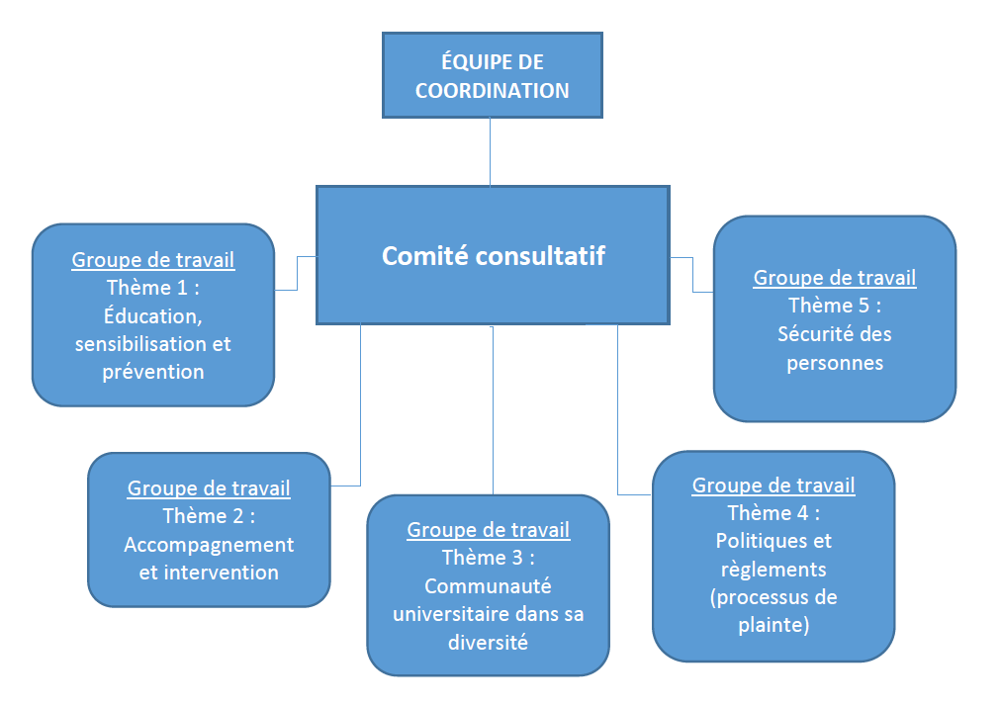 ÉQUIPE DE
COORDINATION
Comité consultatif
Groupe de travail
Thème 1 :
Éducation,
sensibilisation et
prévention
Groupe de travail
Thème 2 :
Accompagnement
et intervention
Groupe de travail
Thème 3 :
Communauté
universitaire dans sa
diversité
Groupe de travail
Thème 4 :
Politiques et
règlements
(processus de
plainte)
Groupe de travail
Thème 5 :
Sécurité des
personnes